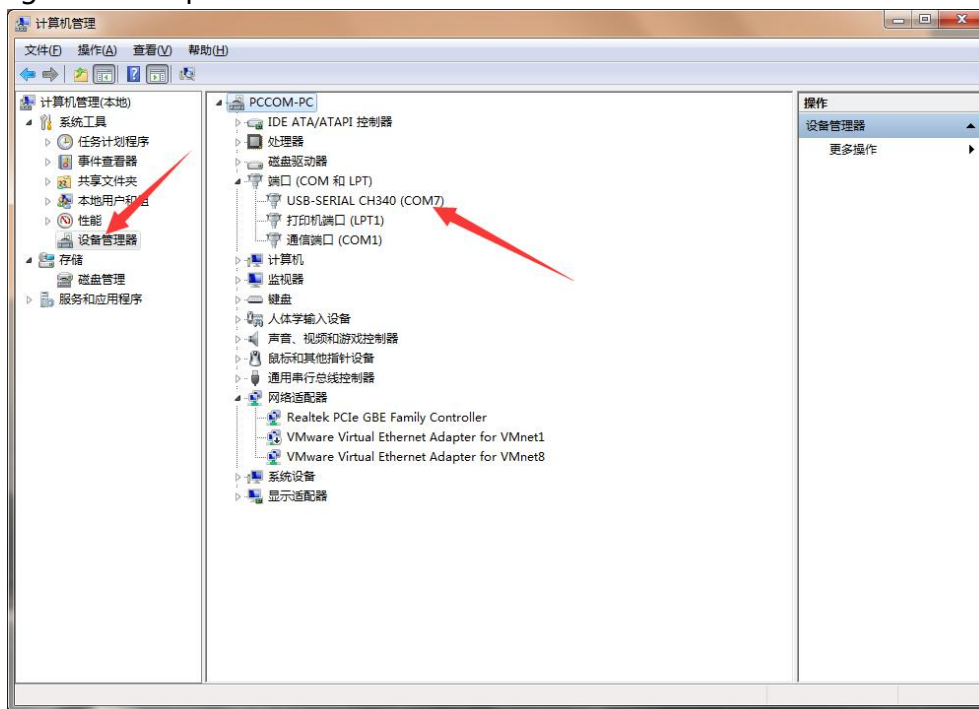 计算机管理
文件(F) 操作(A) 查看(V) 帮助(H)
计算机管理(本地)
系统工具
任务计划程序
事件查看器
共享文件夹
本地用户和组
性能
设备管理器
存储
磁盘管理
服务和应用程序
PCCOM-PC
IDE ATA/ATAPI 控制器
处理器
磁盘驱动器
端口 (COM 和 LPT)
USB-SERIAL CH340 (COM7)
打印机端口 (LPT1)
通信端口 (COM1)
计算机
监视器
键盘
人体学输入设备
声音、视频和游戏控制器
鼠标和其他指针设备
通用串行总线控制器
网络适配器
Realtek PCIe GBE Family Controller
VMware Virtual Ethernet Adapter for VMnet1
VMware Virtual Ethernet Adapter for VMnet8
系统设备
显示适配器
操作
设备管理器
更多操作